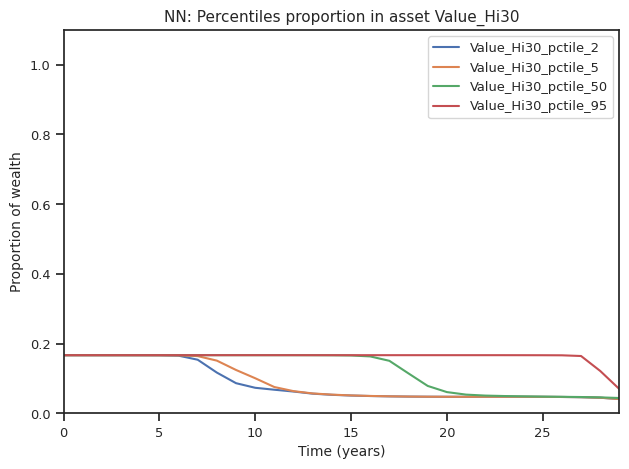 NN: Percentiles proportion in asset Value_Hi30
Value_Hi30_pctile_2
Value_Hi30_pctile_5
Value_Hi30_pctile_50
Value_Hi30_pctile_95
Proportion of wealth
1.0
0.8
0.6
0.4
0.2
0.0
0 5 10 15 20 25
Time (years)